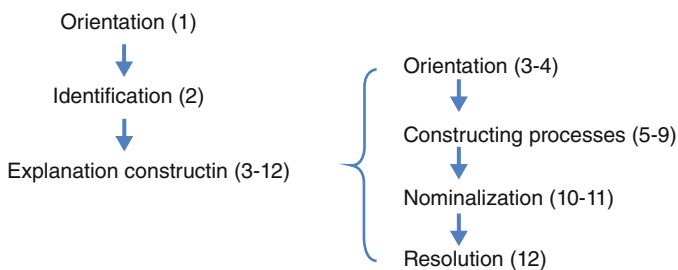 Orientation (1)
Identification (2)
Explanation constructin (3-12)
Orientation (3-4)
Constructing processes (5-9)
Nominalization (10-11)
Resolution (12)